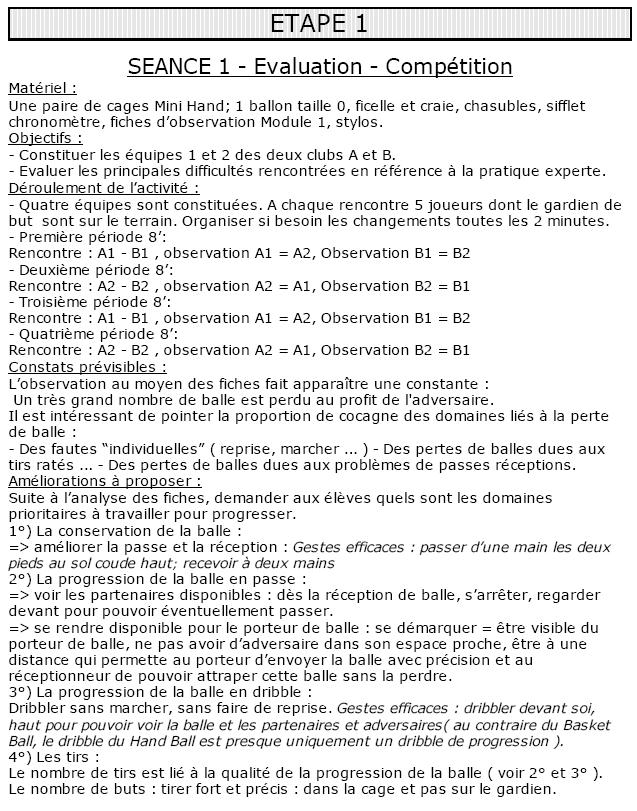 ETAPE 1
SEANCE 1 - Evaluation - Compétition
Matériel :
Une paire de cages Mini Hand; 1 ballon taille 0, ficelle et craie, chasubles, sifflet
chronomètre, fiches d’observation Module 1, stylos.
Objectifs :
- Constituer les équipes 1 et 2 des deux clubs A et B.
- Evaluer les principales difficultés rencontrées en référence à la pratique experte.
Déroulement de l’activité :
- Quatre équipes sont constituées. A chaque rencontre 5 joueurs dont le gardien de
but sont sur le terrain. Organiser si besoin les changements toutes les 2 minutes.
- Première période 8’:
Rencontre : A1 - B1 , observation A1 = A2, Observation B1 = B2
- Deuxième période 8’:
Rencontre : A2 - B2 , observation A2 = A1, Observation B2 = B1
- Troisième période 8’:
Rencontre : A1 - B1 , observation A1 = A2, Observation B1 = B2
- Quatrième période 8’:
Rencontre : A2 - B2 , observation A2 = A1, Observation B2 = B1
Constats prévisibles :
L’observation au moyen des fiches fait apparaître une constante :
Un très grand nombre de balle est perdu au profit de l'adversaire.
Il est intéressant de pointer la proportion de cocagne des domaines liés à la perte
de balle :
- Des fautes “individuelles” ( reprise, marcher ... ) - Des pertes de balles dues aux
tirs ratés ... - Des pertes de balles dues aux problèmes de passes réceptions.
Améliorations à proposer :
Suite à l’analyse des fiches, demander aux élèves quels sont les domaines
prioritaires à travailler pour progresser.
1°) La conservation de la balle :
=> améliorer la passe et la réception : Gestes efficaces : passer d’une main les deux
pieds au sol coude haut; recevoir à deux mains
2°) La progression de la balle en passe :
=> voir les partenaires disponibles : dès la réception de balle, s’arrêter, regarder
devant pour pouvoir éventuellement passer.
=> se rendre disponible pour le porteur de balle : se démarquer = être visible du
porteur de balle, ne pas avoir d’adversaire dans son espace proche, être à une
distance qui permette au porteur d’envoyer la balle avec précision et au
réceptionneur de pouvoir attraper cette balle sans la perdre.
3°) La progression de la balle en dribble :
Dribbler sans marcher, sans faire de reprise. Gestes efficaces : dribbler devant soi,
haut pour pouvoir voir la balle et les partenaires et adversaires( au contraire du Basket
Ball, le dribble du Hand Ball est presque uniquement un dribble de progression ).
4°) Les tirs :
Le nombre de tirs est lié à la qualité de la progression de la balle ( voir 2° et 3° ).
Le nombre de buts : tirer fort et précis : dans la cage et pas sur le gardien.